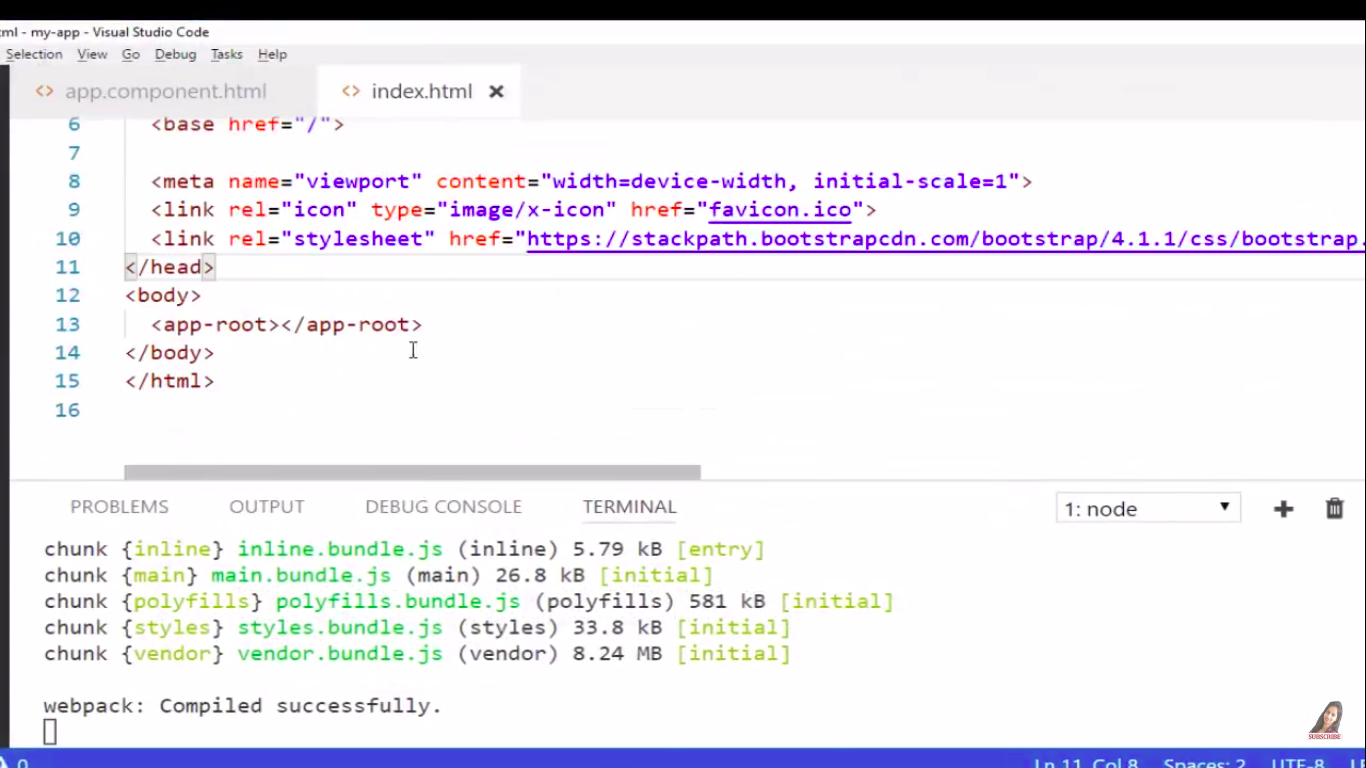 ml - my-app - Visual Studio Code
Selection View Go Debug Tasks Help
<> app.component.html <> index.html ×
6 <base href="/">
7
8 <meta name="viewport" content="width=device-width, initial-scale=1">
9 <link rel="icon" type="image/x-icon" href="favicon.ico">
10 <link rel="stylesheet" href="https://stackpath.bootstrapcdn.com/bootstrap/4.1.1/css/bootstrap.
11 </head>
12 <body>
13 <app-root></app-root>
14 </body>
15 </html>
16
PROBLEMS OUTPUT DEBUG CONSOLE TERMINAL 1: node
chunk {inline} inline.bundle.js (inline) 5.79 kB [entry]
chunk {main} main.bundle.js (main) 26.8 kB [initial]
chunk {polyfills} polyfills.bundle.js (polyfills) 581 kB [initial]
chunk {styles} styles.bundle.js (styles) 33.8 kB [initial]
chunk {vendor} vendor.bundle.js (vendor) 8.24 MB [initial]
webpack: Compiled successfully.
SUBSCRIBE
0 Ln 11, Col 8 Spaces: 2 UTF-8